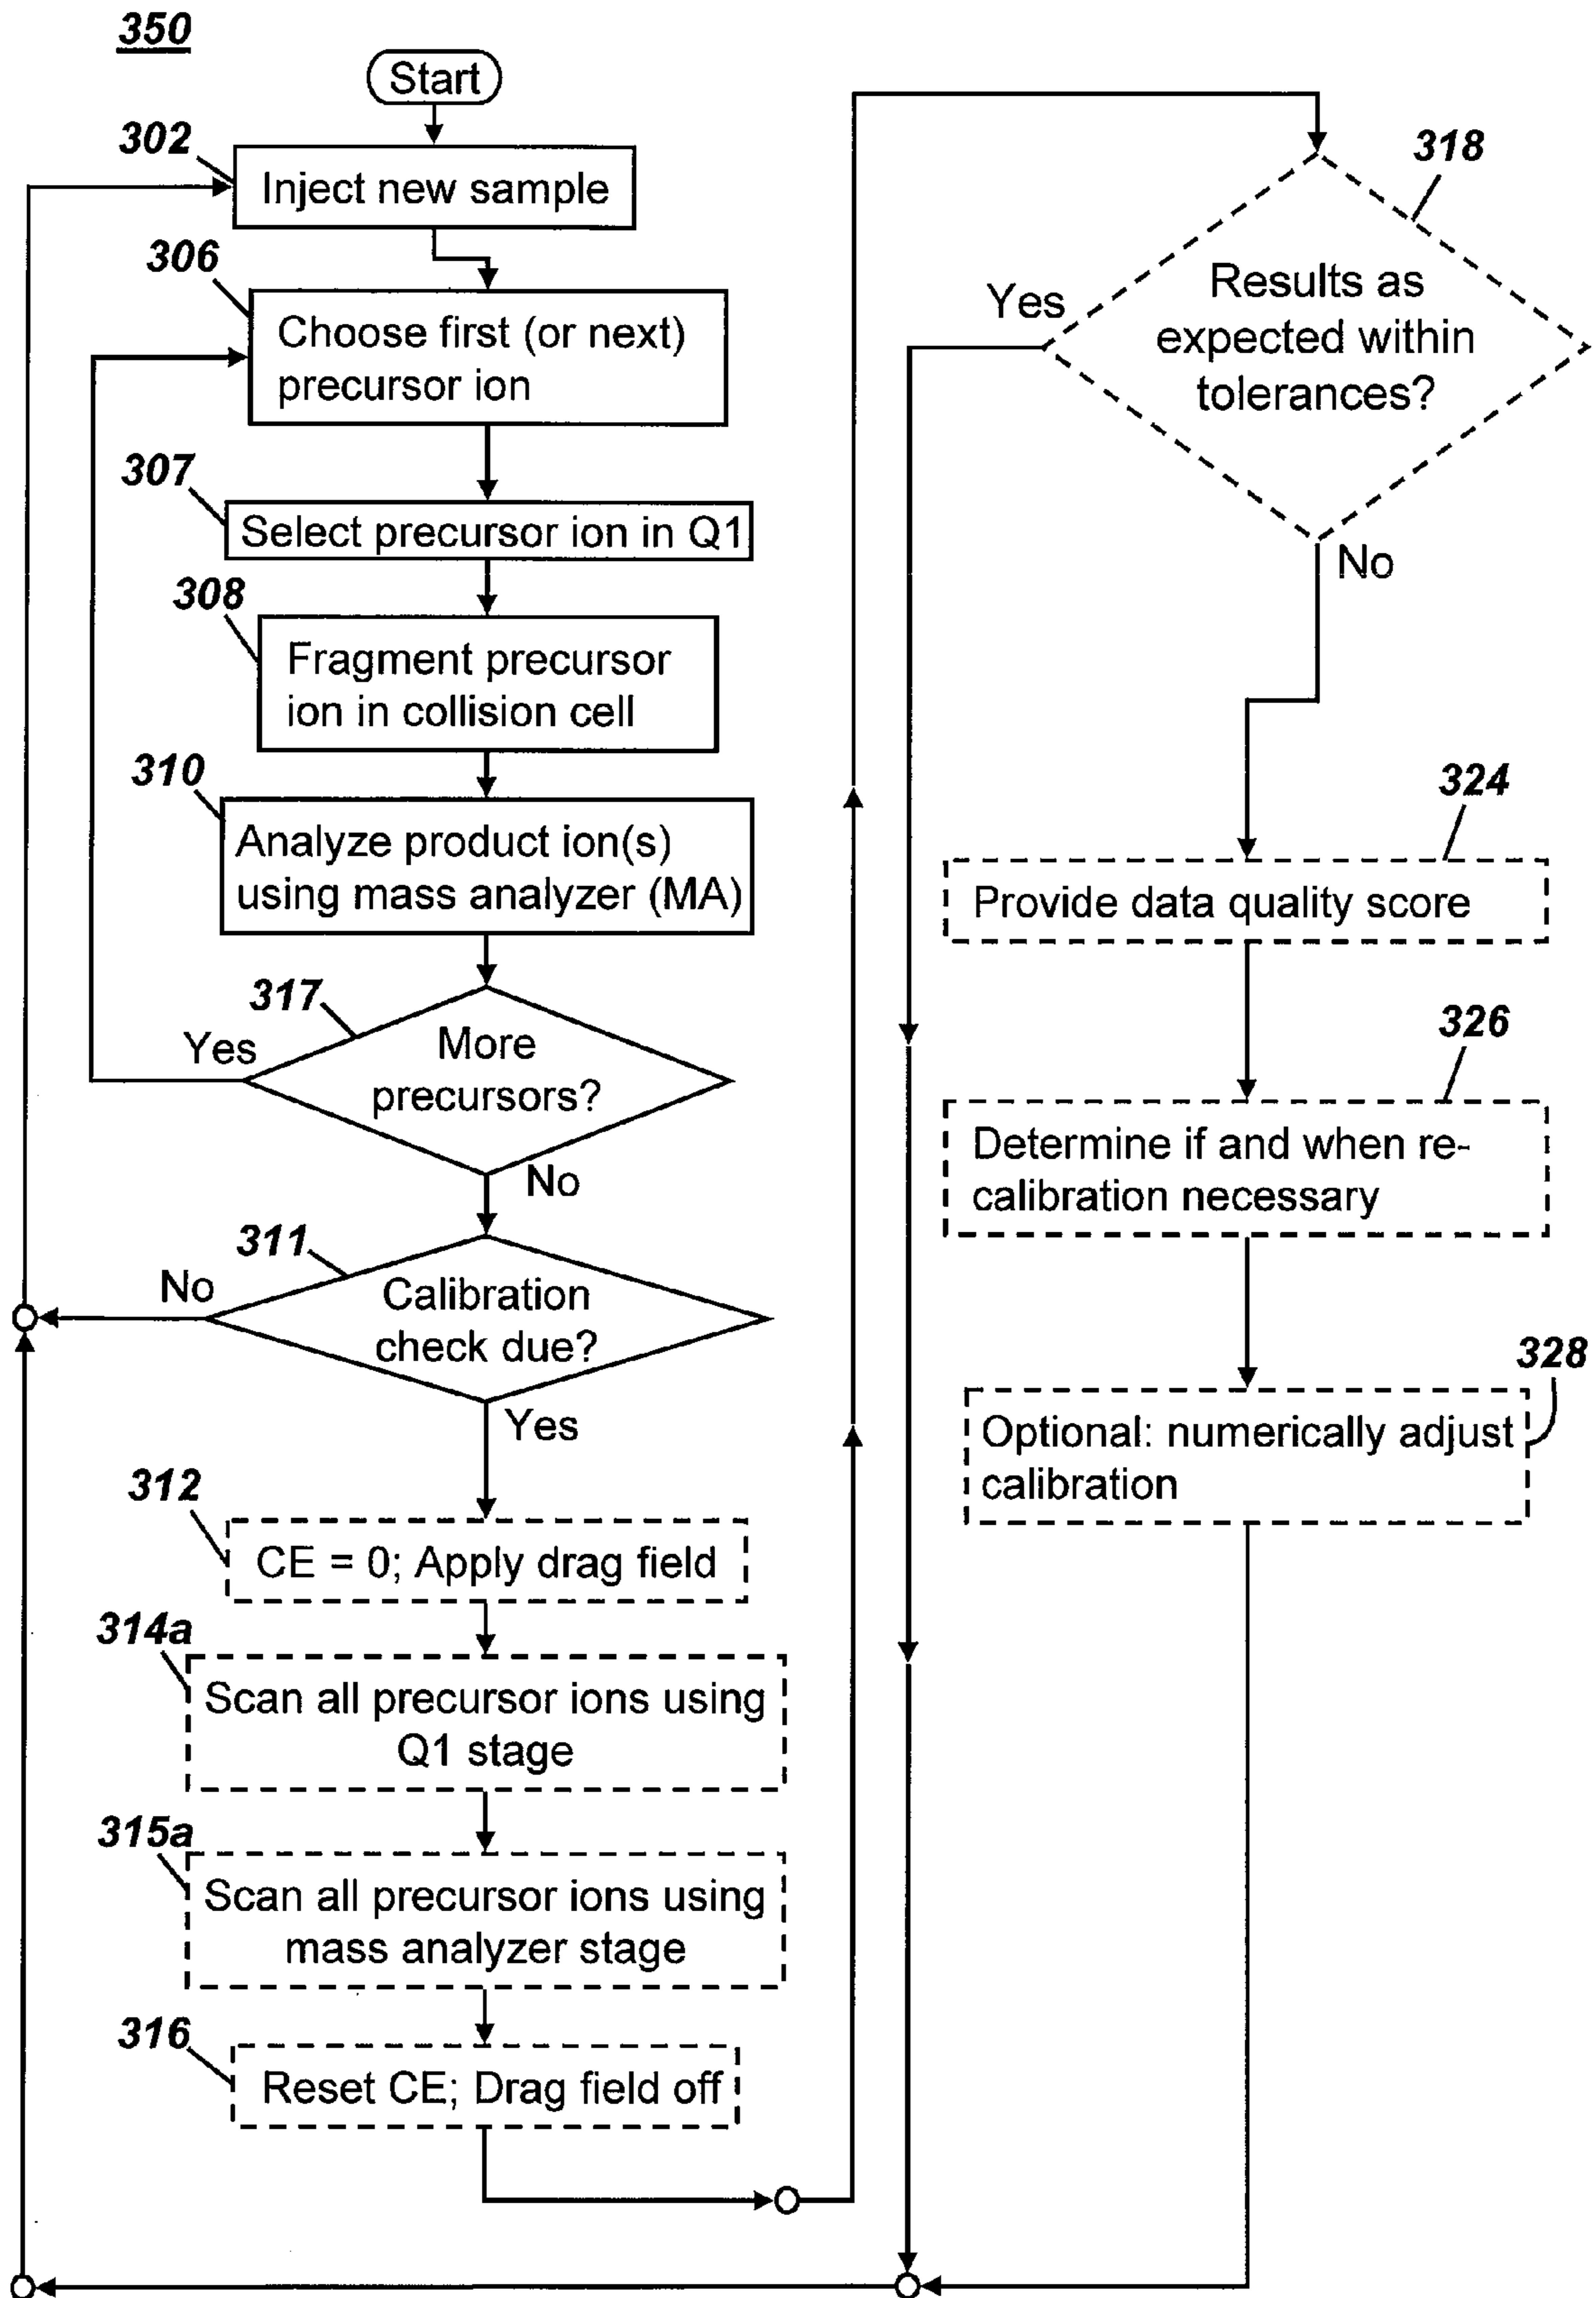 350
Start
302
Inject new sample
306
Choose first (or next)
precursor ion
307
Select precursor ion in Q1
308
Fragment precursor
ion in collision cell
310
Analyze product ion(s)
using mass analyzer (MA)
317
More
precursors?
Yes
No
311
Calibration
check due?
No
Yes
312
CE = 0; Apply drag field
314a
Scan all precursor ions using
Q1 stage
315a
Scan all precursor ions using
mass analyzer stage
316
Reset CE; Drag field off
318
Results as
expected within
tolerances?
Yes
No
324
Provide data quality score
326
Determine if and when re-
calibration necessary
328
Optional: numerically adjust
calibration